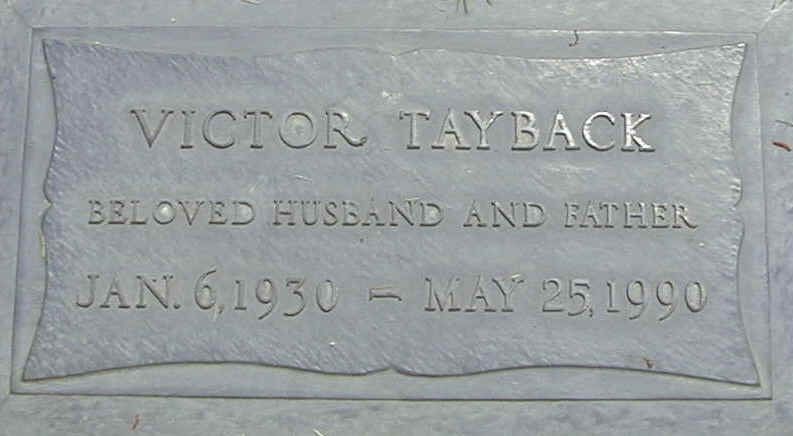 VICTOR TAYBACK
BELOVED HUSBAND AND FATHER
JAN. 6, 1930 – MAY 25, 1990